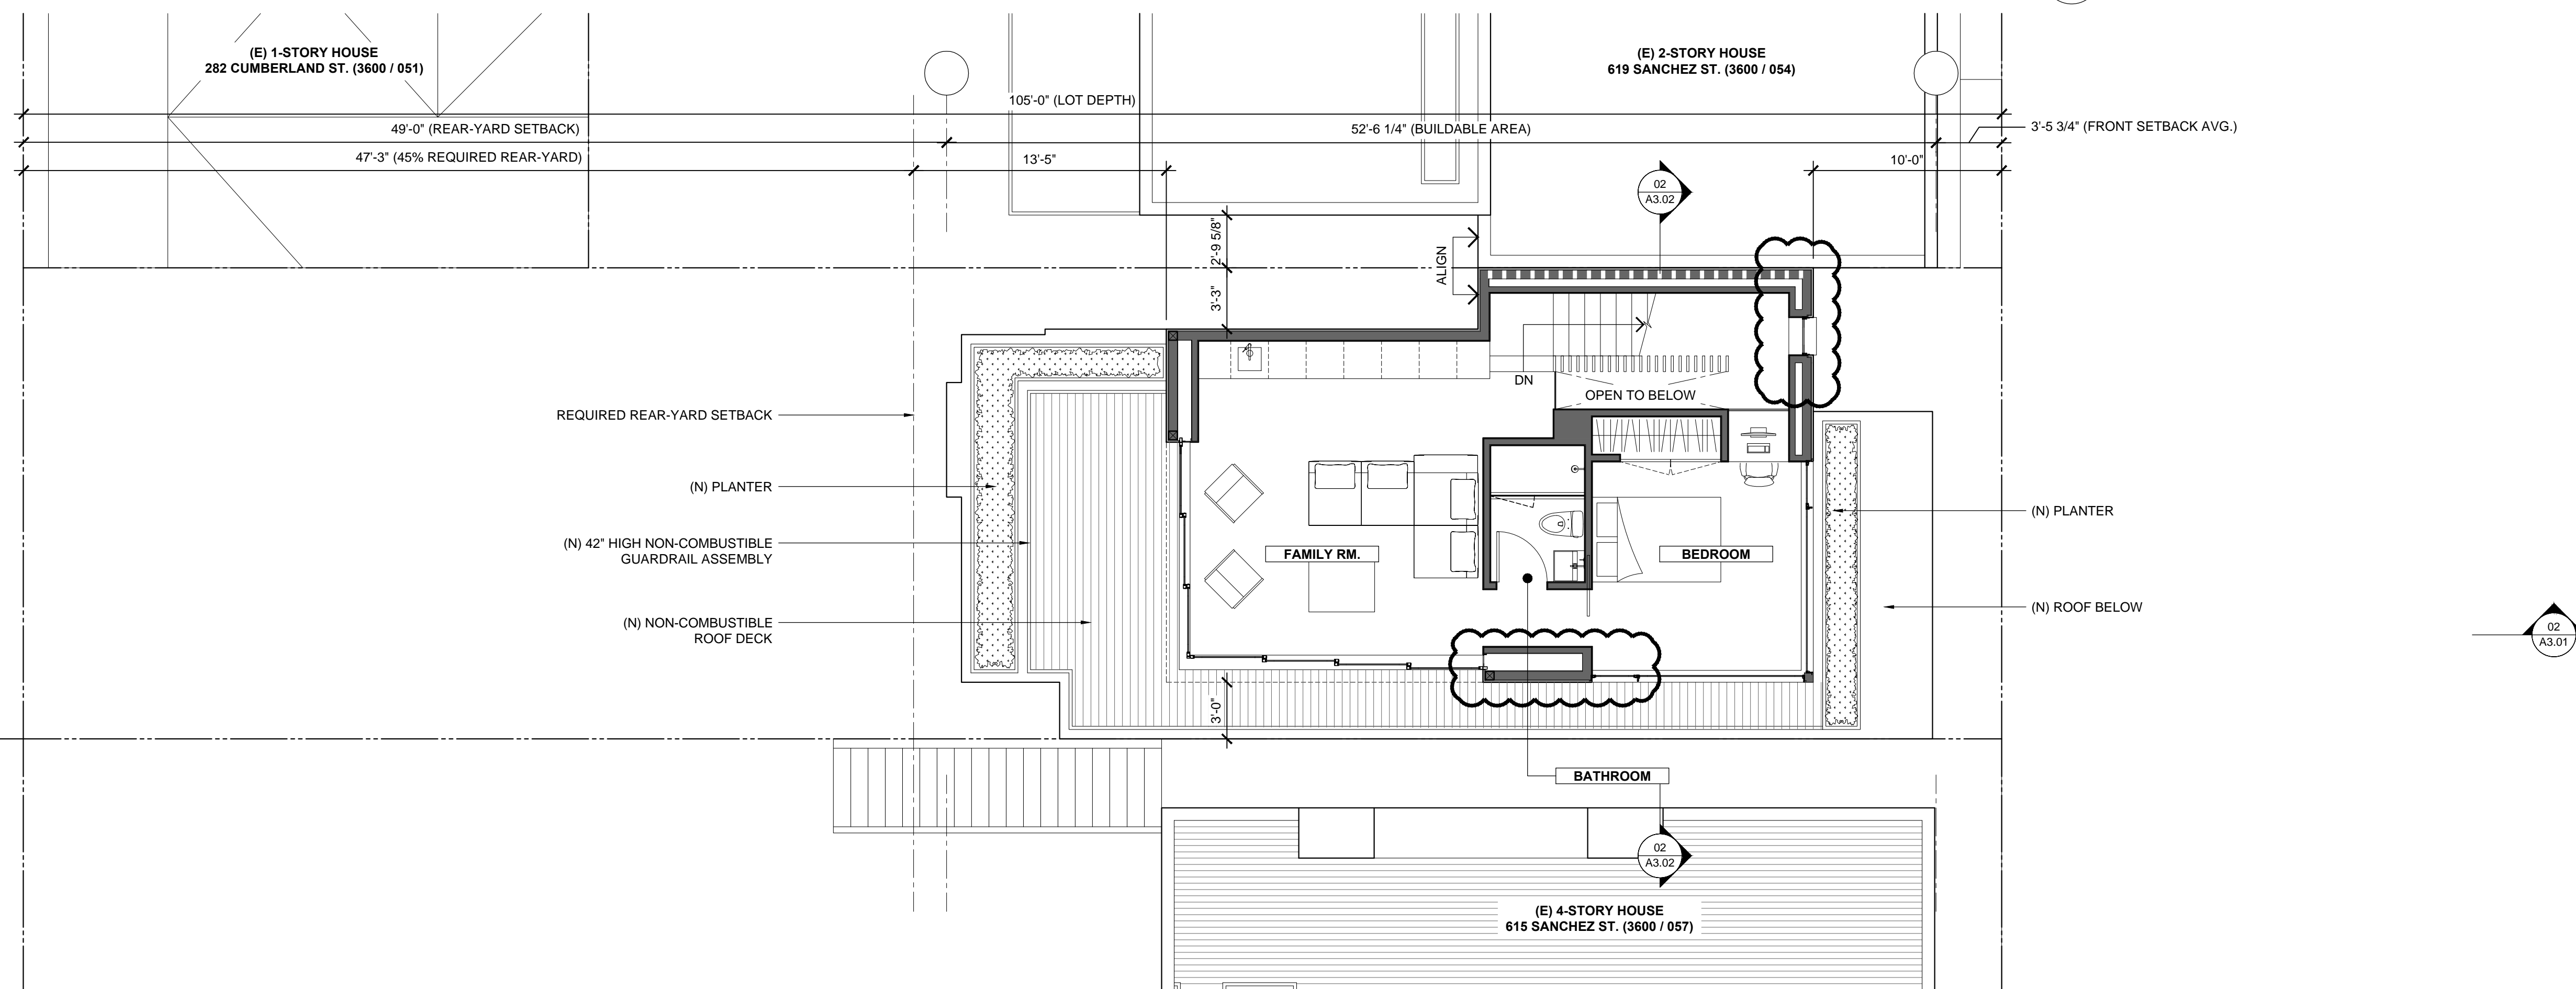 (E) 1-STORY HOUSE
282 CUMBERLAND ST. (3600 / 051)
(E) 2-STORY HOUSE
619 SANCHEZ ST. (3600 / 054)
105'-0" (LOT DEPTH)
49'-0" (REAR-YARD SETBACK)
52'-6 1/4" (BUILDABLE AREA)
3'-5 3/4" (FRONT SETBACK AVG.)
47'-3" (45% REQUIRED REAR-YARD)
13'-5"
10'-0"
02
A3.02
2'-9 5/8"
ALIGN
3'-3"
DN
OPEN TO BELOW
REQUIRED REAR-YARD SETBACK
(N) PLANTER
(N) 42" HIGH NON-COMBUSTIBLE
GUARDRAIL ASSEMBLY
(N) NON-COMBUSTIBLE
ROOF DECK
FAMILY RM.
BEDROOM
(N) PLANTER
(N) ROOF BELOW
02
A3.01
3'-0"
BATHROOM
02
A3.02
(E) 4-STORY HOUSE
615 SANCHEZ ST. (3600 / 057)